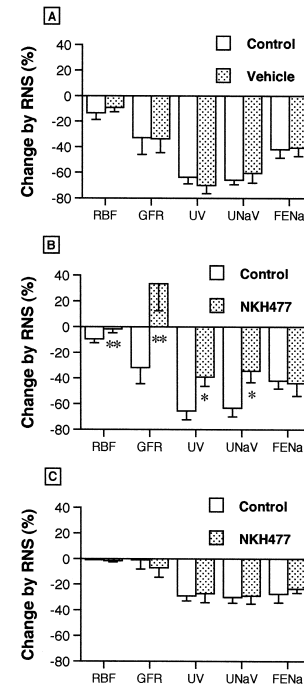 A
Change by RNS (%)
40
20
0
-20
-40
-60
-80
Control
Vehicle
RBF GFR UV UNaV FENa
B
Change by RNS (%)
40
20
0
-20
-40
-60
-80
Control
NKH477
** ** * *
RBF GFR UV UNaV FENa
C
Change by RNS (%)
40
20
0
-20
-40
-60
-80
Control
NKH477
RBF GFR UV UNaV FENa